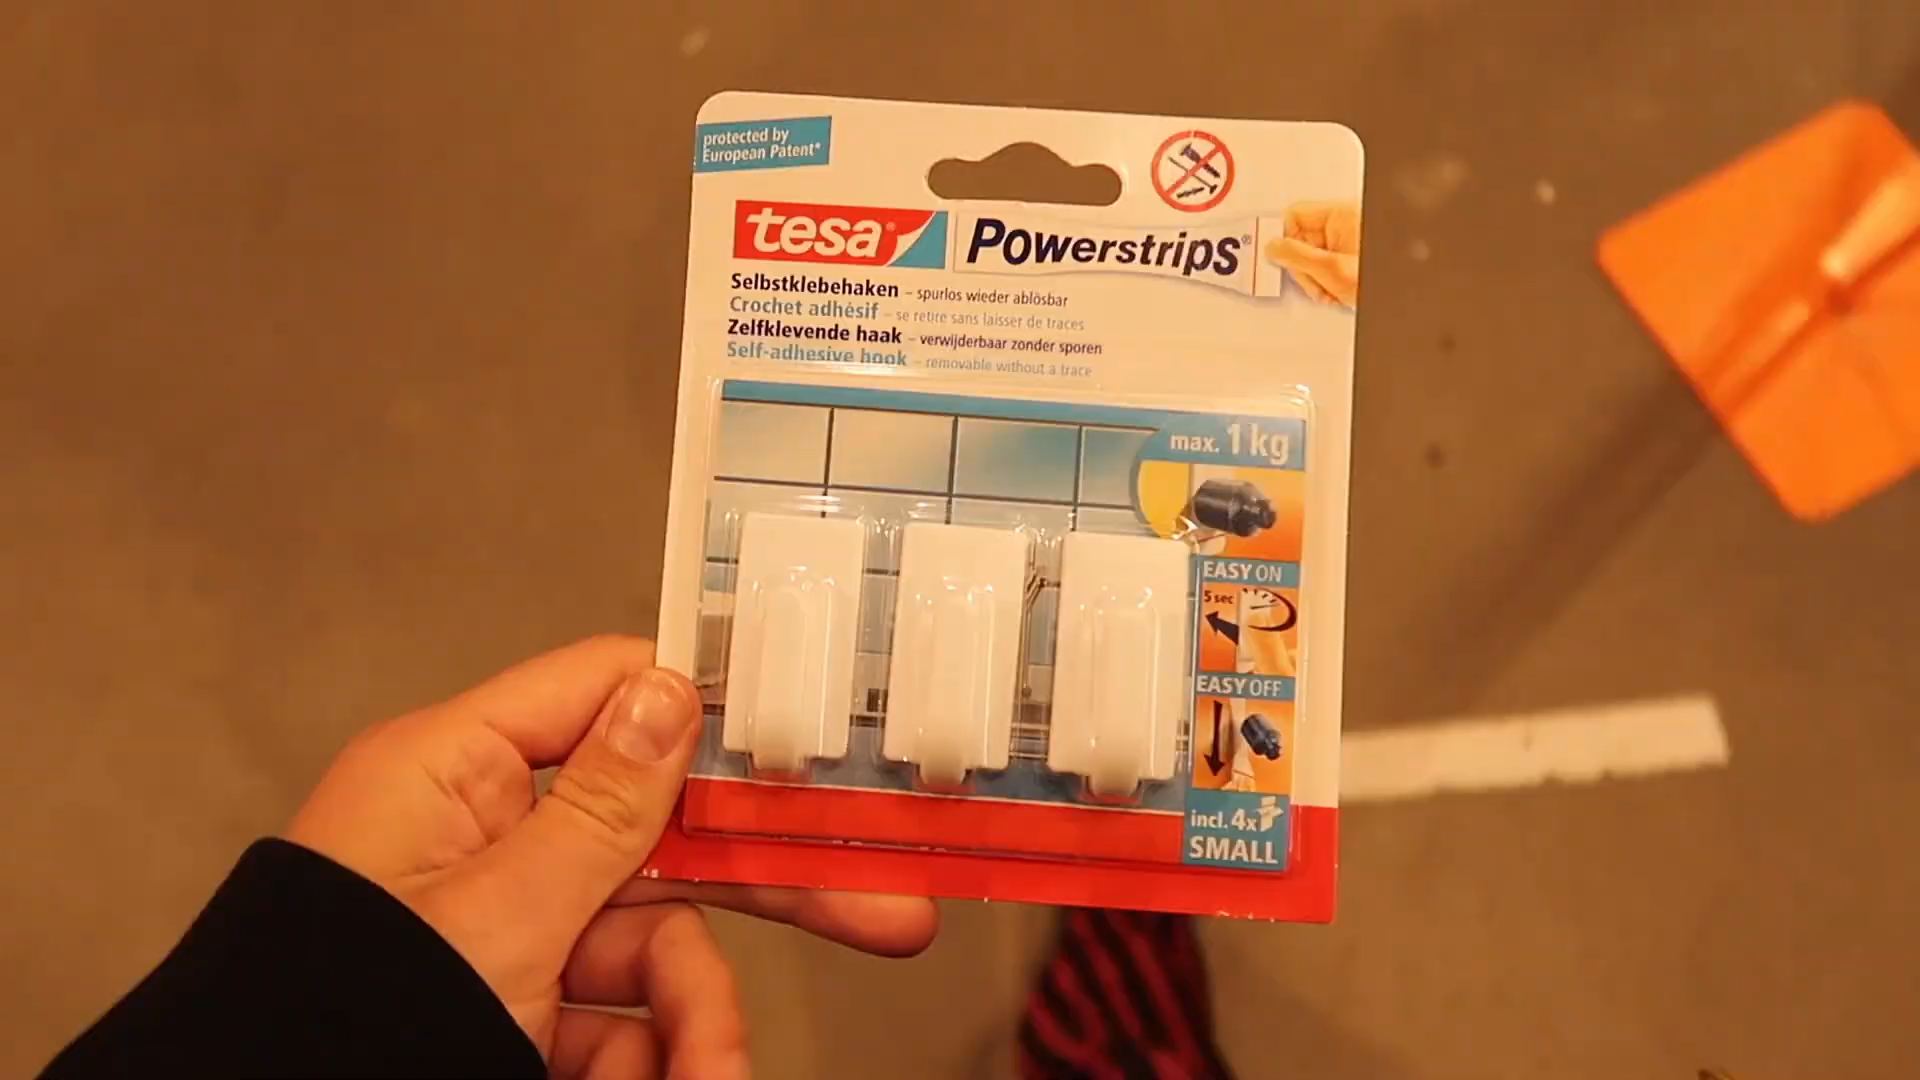 protected by
European Patent*
tesa®
Powerstrips®
Selbstklebehaken – spurlos wieder ablösbar
Crochet adhésif – se retire sans laisser de traces
Zelfklevende haak – verwijderbaar zonder sporen
Self-adhesive hook – removable without a trace
max. 1 kg
EASY ON
5 sec
EASY OFF
incl. 4x
SMALL